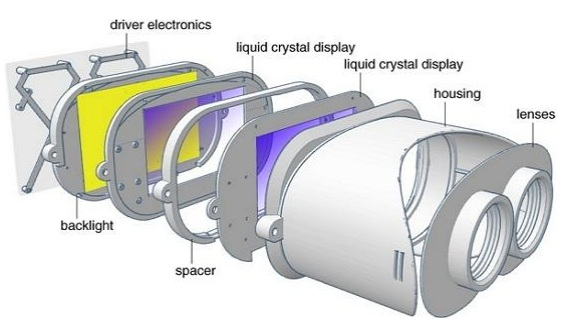 driver electronics
liquid crystal display
liquid crystal display
housing
lenses
backlight
spacer